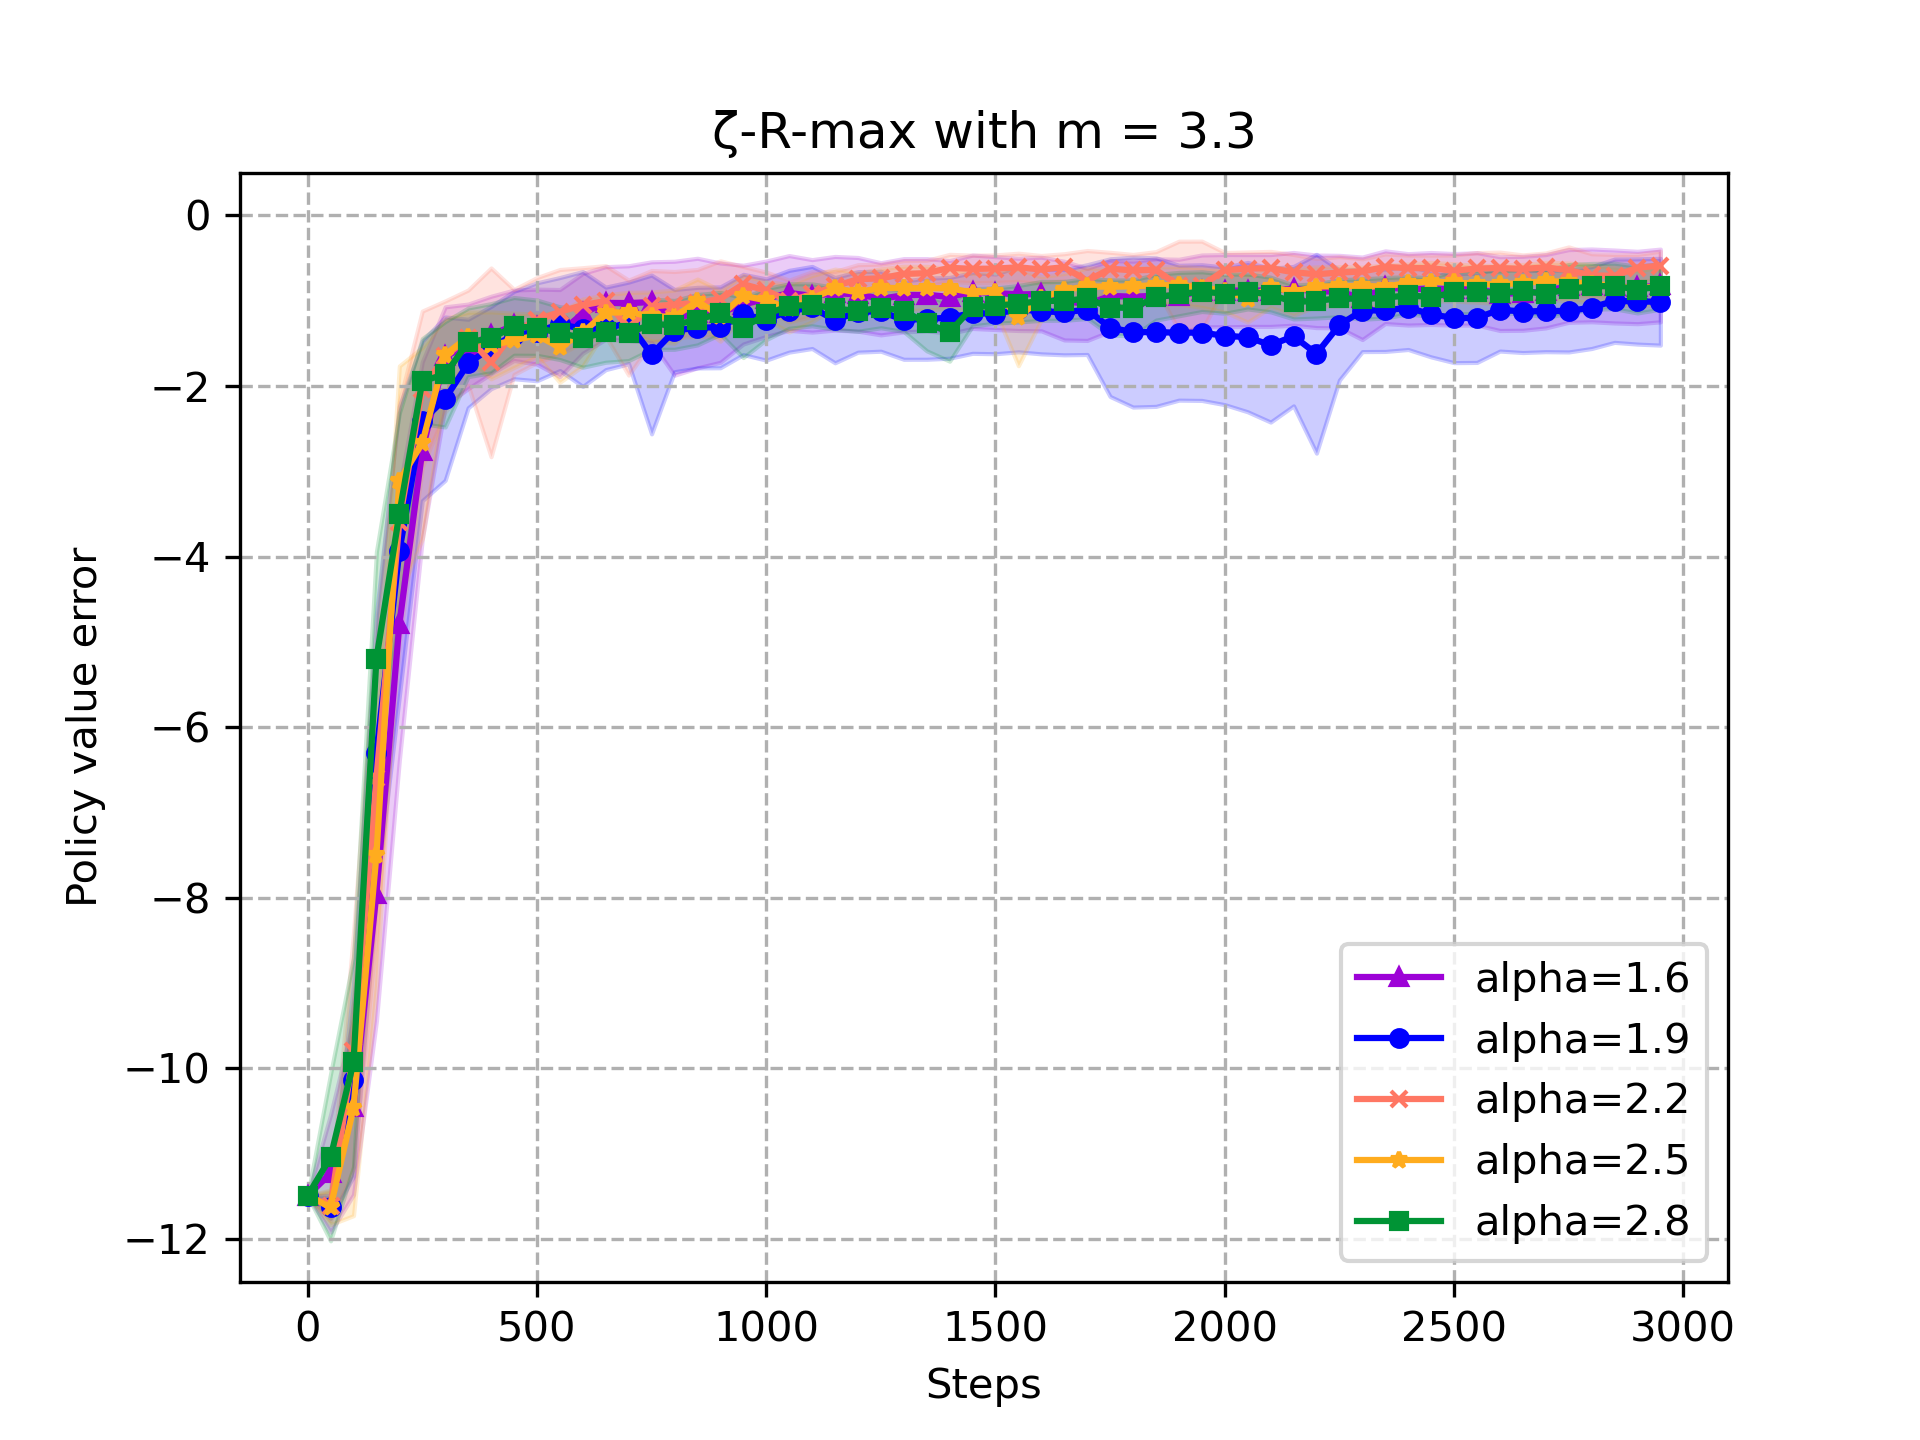 ζ-R-max with m = 3.3
Policy value error
0
−2
−4
−6
−8
−10
−12
alpha=1.6
alpha=1.9
alpha=2.2
alpha=2.5
alpha=2.8
0 500 1000 1500 2000 2500 3000
Steps